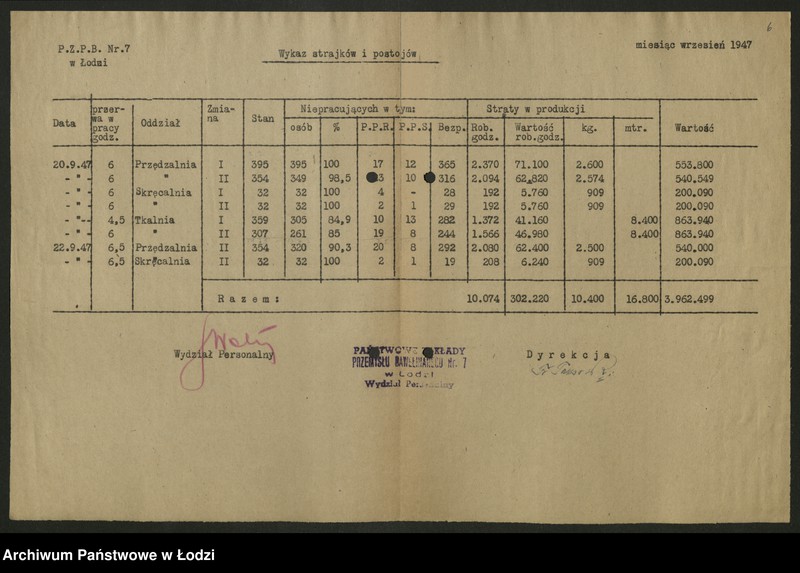 6
P.Z.P.B. Nr.7
w Łodzi
miesiąc wrzesień 1947
Wykaz strajków i postojów
Data przerwa w pracy godz. Oddział Zmiana Stan Niepracujących w tym: Straty w produkcji Wartość
osób % P.P.R. P.P.S. Bezp. Rob. godz. Wartość rob.godz. kg. mtr.
20.9.47 6 Przędzalnia I 395 395 100 17 12 365 2.370 71.100 2.600 553.800
- " - 6 " II 354 349 98,5 3 10 316 2.094 62.820 2.574 540.549
- " - 6 Skręcalnia I 32 32 100 4 - 28 192 5.760 909 200.090
- " - 6 " II 32 32 100 2 1 29 192 5.760 909 200.090
- " -- 4,5 Tkalnia I 359 305 84,9 10 13 282 1.372 41.160 8.400 863.940
- " - 6 " II 307 261 85 19 8 244 1.566 46.980 8.400 863.940
22.9.47 6,5 Przędzalnia II 354 320 90,3 20 8 292 2.080 62.400 2.500 540.000
- " - 6,5 Skręcalnia II 32 32 100 2 1 19 208 6.240 909 200.090
Razem: 10.074 302.220 10.400 16.800 3.962.499
Wydział Personalny
PAŃSTWOWE ZAKŁADY
PRZEMYSŁU BAWEŁNIANEGO Nr. 7
w Łodzi
Wydział Personalny
Dyrekcja
Archiwum Państwowe w Łodzi